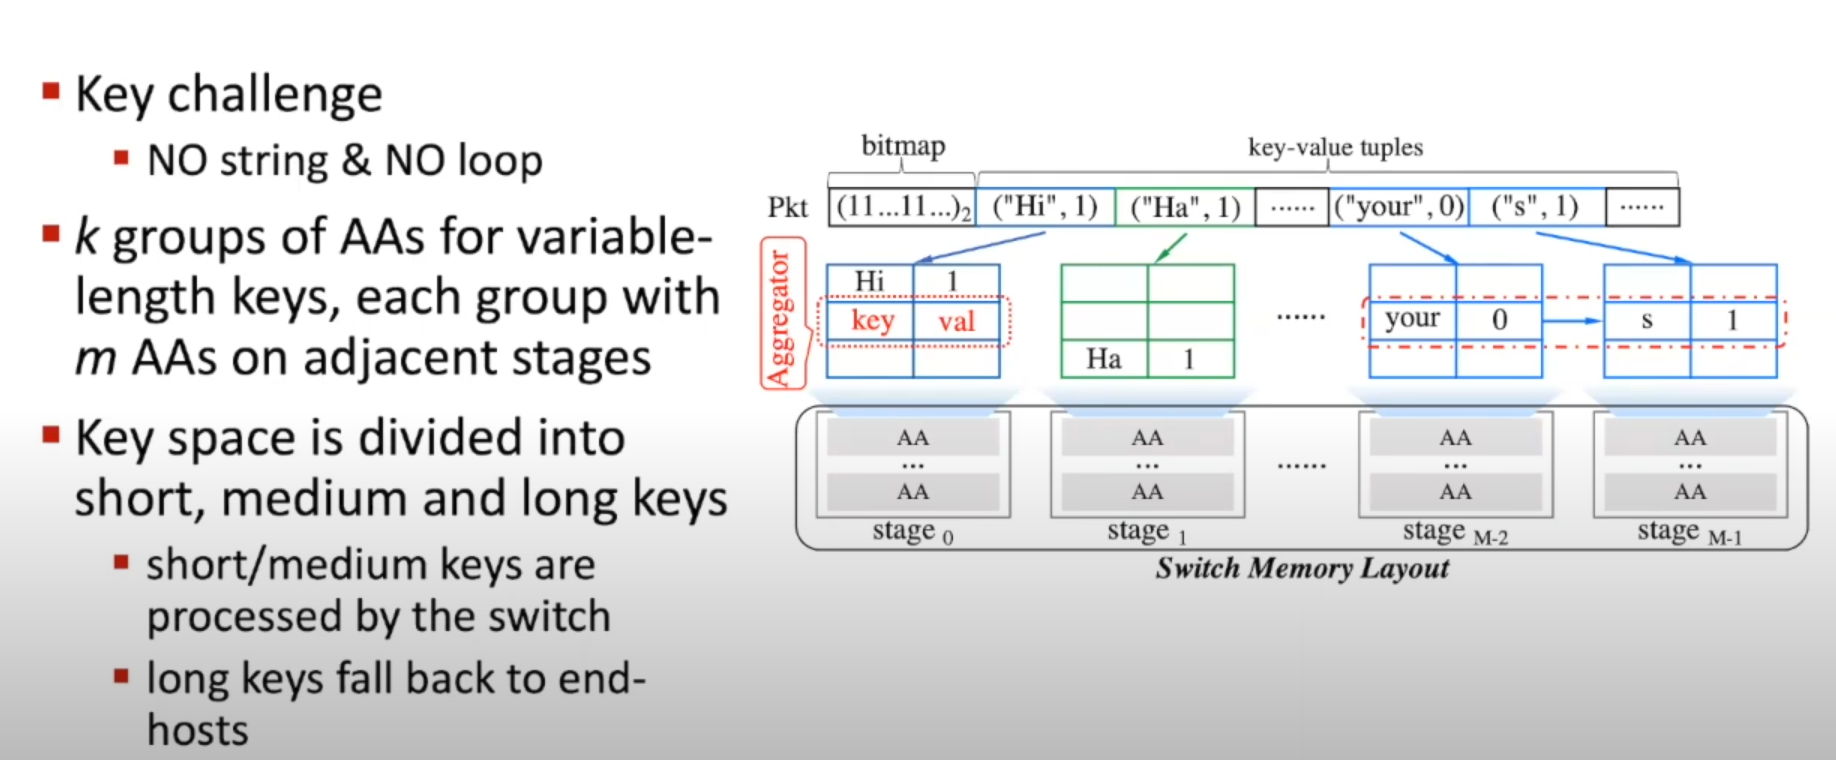 Key challenge
NO string & NO loop
k groups of AAs for variable-
length keys, each group with
m AAs on adjacent stages
Key space is divided into
short, medium and long keys
short/medium keys are
processed by the switch
long keys fall back to end-
hosts
bitmap
key-value tuples
Pkt
(11...11...)2
("Hi", 1)
("Ha", 1)
......
("your", 0)
("s", 1)
......
Aggregator
Hi 1
key val
Ha 1
......
your 0
s 1
AA
...
AA
stage 0
AA
...
AA
stage 1
......
AA
...
AA
stage M-2
AA
...
AA
stage M-1
Switch Memory Layout